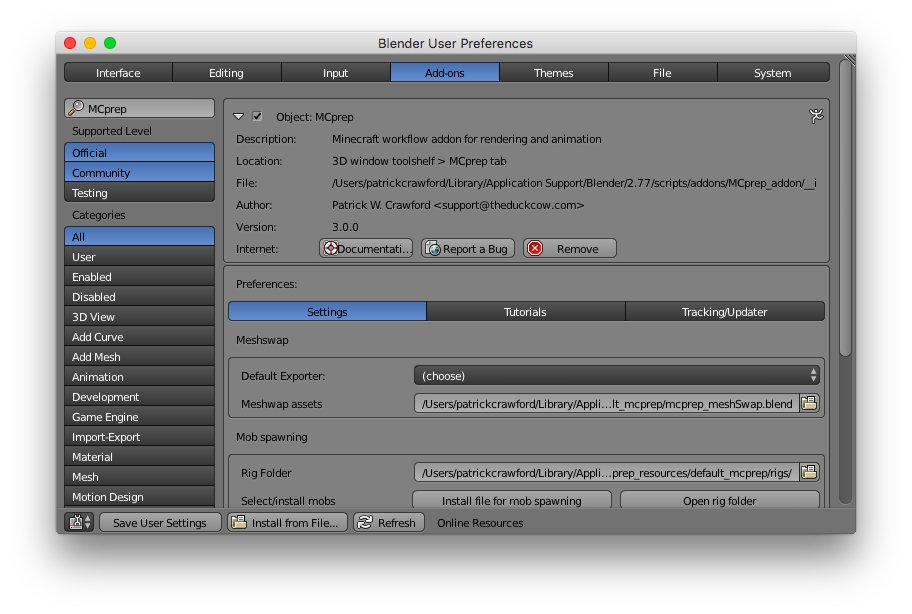 Blender User Preferences
Interface Editing Input Add-ons Themes File System
MCprep
Supported Level
Official
Community
Testing
Categories
All
User
Enabled
Disabled
3D View
Add Curve
Add Mesh
Animation
Development
Game Engine
Import-Export
Material
Mesh
Motion Design
Object: MCprep
Description: Minecraft workflow addon for rendering and animation
Location: 3D window toolshelf > MCprep tab
File: /Users/patrickcrawford/Library/Application Support/Blender/2.77/scripts/addons/MCprep_addon/__i
Author: Patrick W. Crawford <support@theduckcow.com>
Version: 3.0.0
Internet: Documentati... Report a Bug Remove
Preferences:
Settings Tutorials Tracking/Updater
Meshswap
Default Exporter: (choose)
Meshwap assets /Users/patrickcrawford/Library/Appli...lt_mcprep/mcprep_meshSwap.blend
Mob spawning
Rig Folder /Users/patrickcrawford/Library/Appli...prep_resources/default_mcprep/rigs/
Select/install mobs Install file for mob spawning Open rig folder
Save User Settings Install from File... Refresh Online Resources